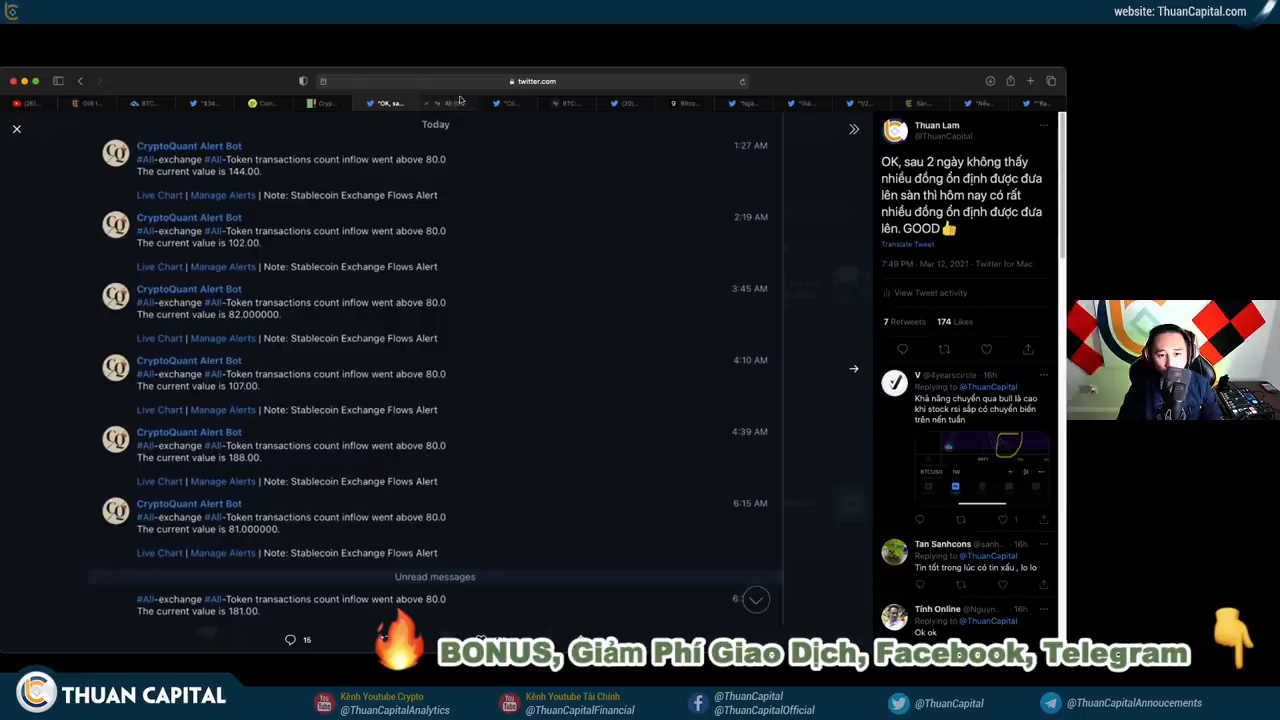 website: ThuanCapital.com
twitter.com
"OK, sa...
Today
CryptoQuant Alert Bot
1:27 AM
#All-exchange #All-Token transactions count inflow went above 80.0
The current value is 144.00.
Live Chart | Manage Alerts | Note: Stablecoin Exchange Flows Alert
CryptoQuant Alert Bot
2:19 AM
#All-exchange #All-Token transactions count inflow went above 80.0
The current value is 102.00.
Live Chart | Manage Alerts | Note: Stablecoin Exchange Flows Alert
CryptoQuant Alert Bot
3:45 AM
#All-exchange #All-Token transactions count inflow went above 80.0
The current value is 82.000000.
Live Chart | Manage Alerts | Note: Stablecoin Exchange Flows Alert
CryptoQuant Alert Bot
4:10 AM
#All-exchange #All-Token transactions count inflow went above 80.0
The current value is 107.00.
Live Chart | Manage Alerts | Note: Stablecoin Exchange Flows Alert
CryptoQuant Alert Bot
4:39 AM
#All-exchange #All-Token transactions count inflow went above 80.0
The current value is 188.00.
Live Chart | Manage Alerts | Note: Stablecoin Exchange Flows Alert
CryptoQuant Alert Bot
6:15 AM
#All-exchange #All-Token transactions count inflow went above 80.0
The current value is 81.000000.
Live Chart | Manage Alerts | Note: Stablecoin Exchange Flows Alert
Unread messages
#All-exchange #All-Token transactions count inflow went above 80.0
The current value is 181.00.
15
Thuan Lam
@ThuanCapital
OK, sau 2 ngày không thấy
nhiều đồng ổn định được đưa
lên sàn thì hôm nay có rất
nhiều đồng ổn định được đưa
lên. GOOD👍
Translate Tweet
7:49 PM · Mar 12, 2021 · Twitter for Mac
View Tweet activity
7 Retweets 174 Likes
V @4yearscircle · 16h
Replying to @ThuanCapital
Khả năng chuyển qua bull là cao
khi stock rsi sắp có chuyển biến
trên nến tuần
BTCUSD 1W
1
Tan Sanhcons @sanh... · 16h
Replying to @ThuanCapital
Tin tốt trong lúc có tin xấu , lo lo
Tính Online @Nguyn... · 16h
Replying to @ThuanCapital
Ok ok
BONUS, Giảm Phí Giao Dịch, Facebook, Telegram
THUAN CAPITAL
Kênh Youtube Crypto
@ThuanCapitalAnalytics
Kênh Youtube Tài Chính
@ThuanCapitalFinancial
@ThuanCapital
@ThuanCapitalOfficial
@ThuanCapital
@ThuanCapitalAnnoucements